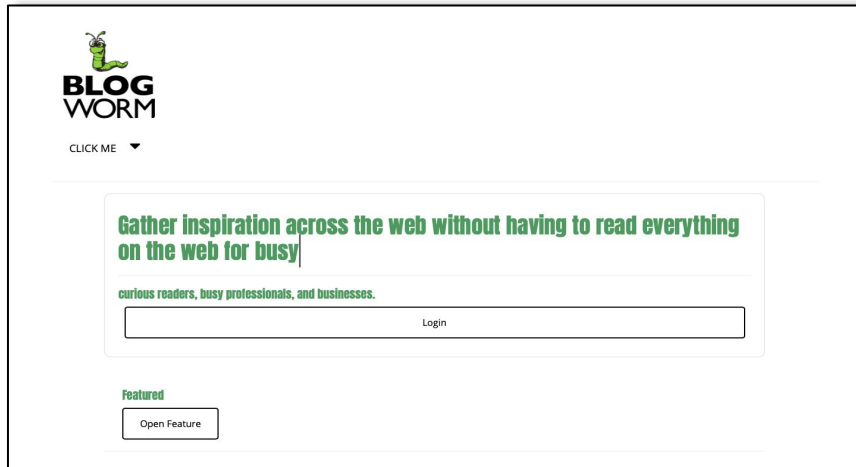 BLOG
WORM
CLICK ME
Gather inspiration across the web without having to read everything
on the web for busy
curious readers, busy professionals, and businesses.
Login
Featured
Open Feature